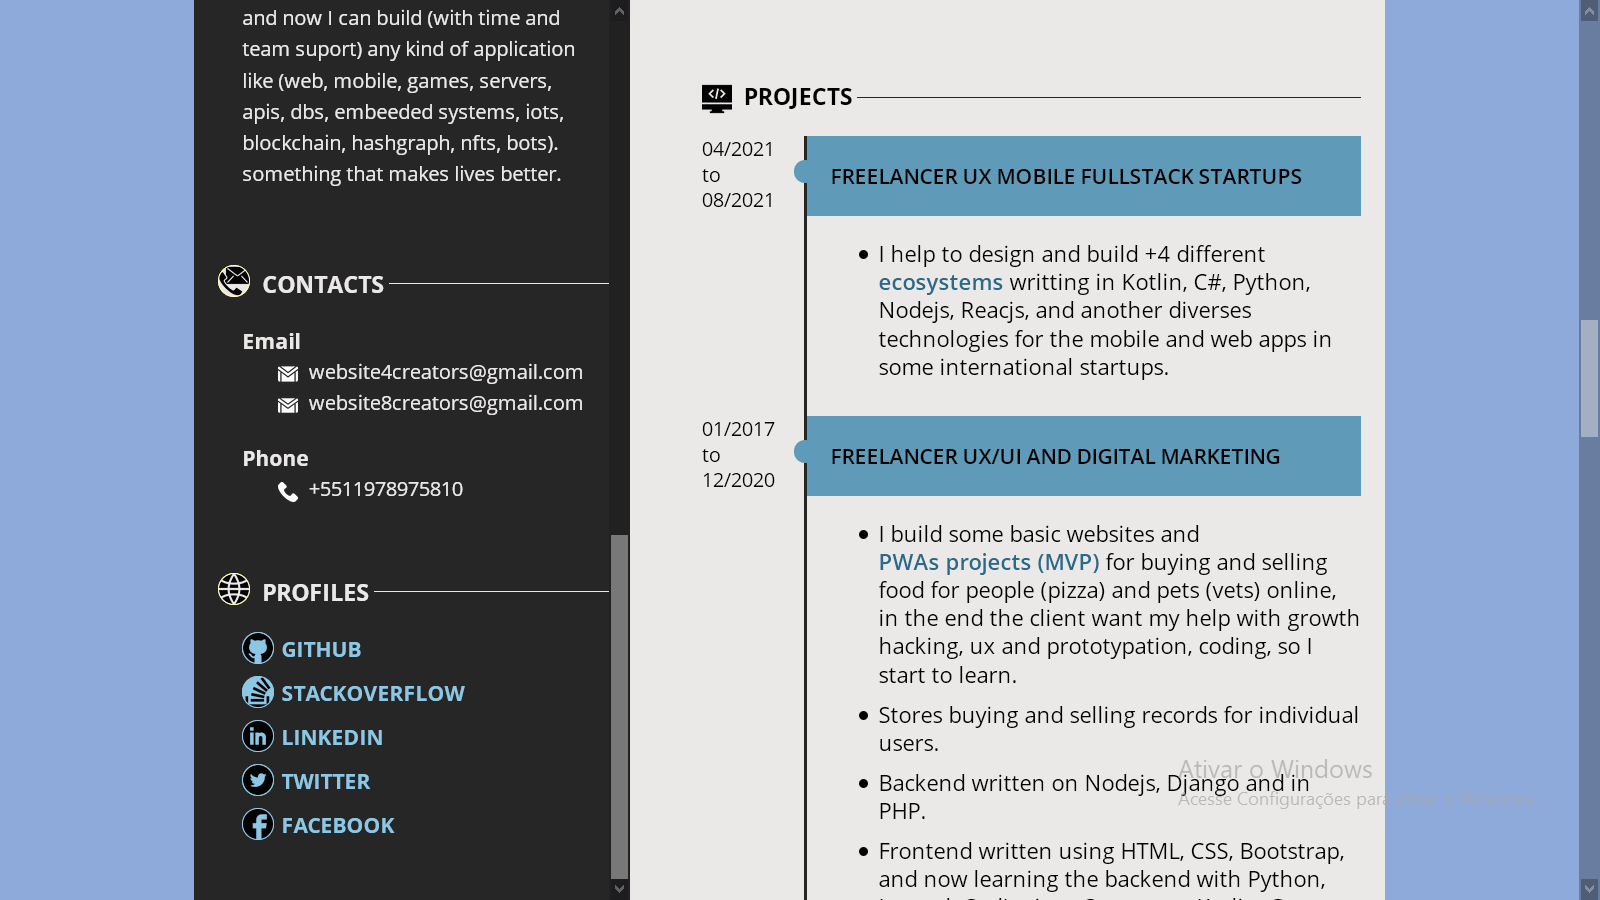 and now I can build (with time and
team suport) any kind of application
like (web, mobile, games, servers,
apis, dbs, embeeded systems, iots,
blockchain, hashgraph, nfts, bots).
something that makes lives better.
CONTACTS
Email
website4creators@gmail.com
website8creators@gmail.com
Phone
+5511978975810
PROFILES
GITHUB
STACKOVERFLOW
LINKEDIN
TWITTER
FACEBOOK
PROJECTS
04/2021
to
08/2021
FREELANCER UX MOBILE FULLSTACK STARTUPS
I help to design and build +4 different
ecosystems writting in Kotlin, C#, Python,
Nodejs, Reacjs, and another diverses
technologies for the mobile and web apps in
some international startups.
01/2017
to
12/2020
FREELANCER UX/UI AND DIGITAL MARKETING
I build some basic websites and
PWAs projects (MVP) for buying and selling
food for people (pizza) and pets (vets) online,
in the end the client want my help with growth
hacking, ux and prototypation, coding, so I
start to learn.
Stores buying and selling records for individual
users.
Backend written on Nodejs, Django and in
PHP.
Frontend written using HTML, CSS, Bootstrap,
and now learning the backend with Python,
Ativar o Windows
Acesse Configurações para